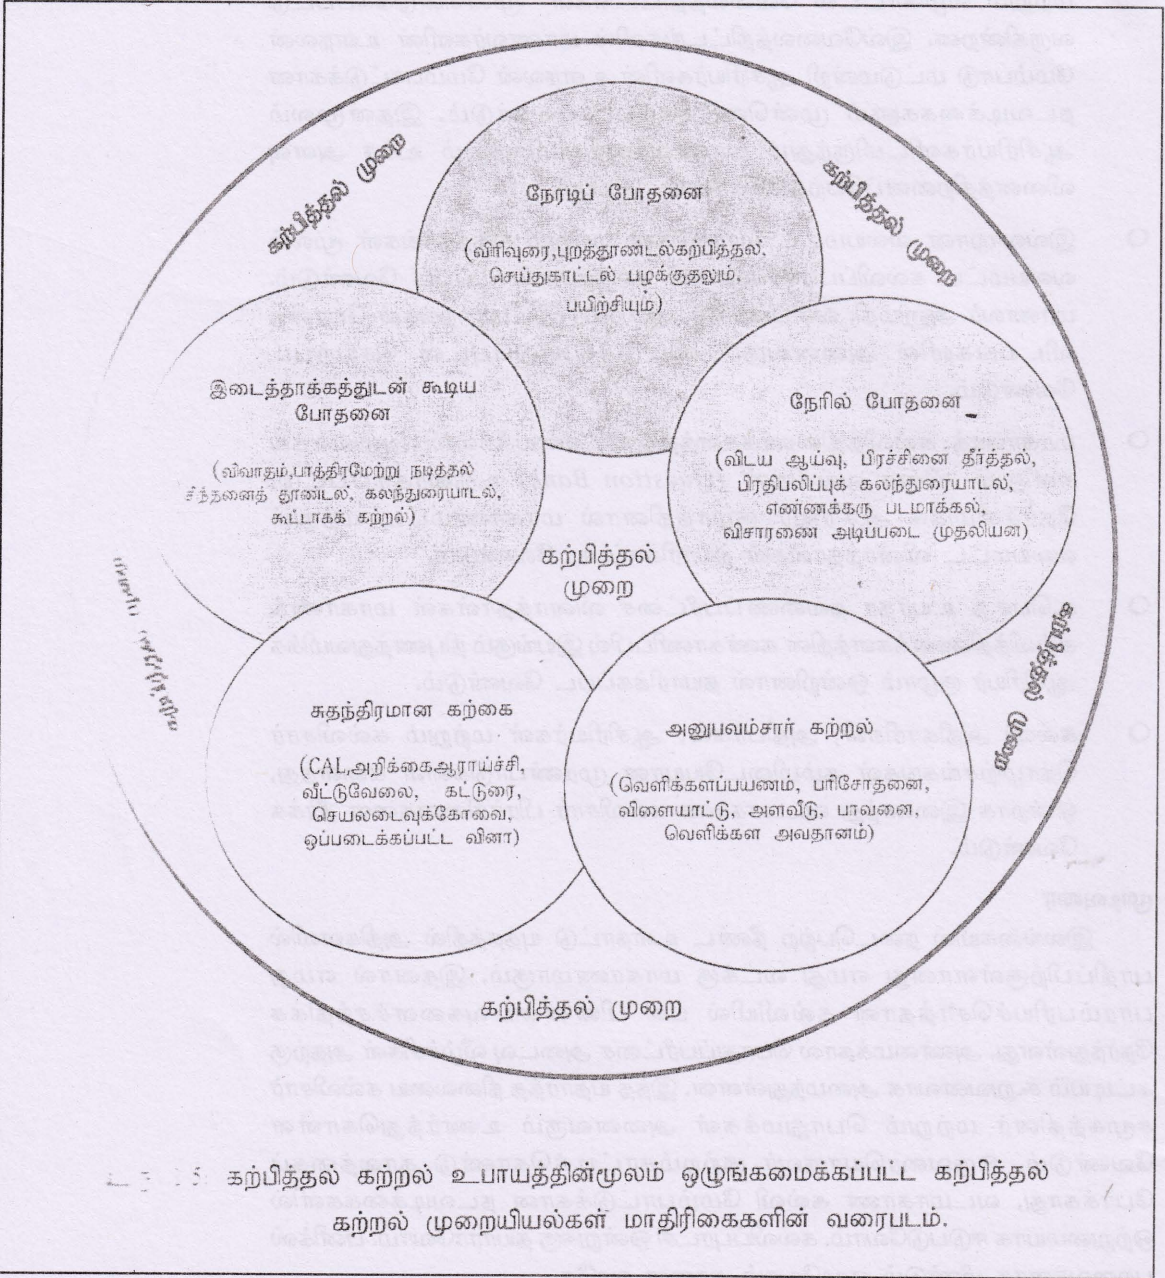 கற்பித்தல் முறை
கற்பித்தல் முறை
நேரடிப் போதனை
(விரிவுரை,புறத்தூண்டல்கற்பித்தல்.
செய்துகாட்டல் பழக்குதலும்,
பயிற்சியும்)
இடைத்தாக்கத்துடன் கூடிய
போதனை
(விவாதம்,பாத்திரமேற்று நடித்தல்
சிந்தனைத் தூண்டல், கலந்துரையாடல்,
கூட்டாகக் கற்றல்)
நேரில் போதனை
(விடய ஆய்வு, பிரச்சினை தீர்த்தல்,
பிரதிபலிப்புக் கலந்துரையாடல்,
எண்ணக்கரு படமாக்கல்,
விசாரணை அடிப்படை முதலியன)
கற்பித்தல்
முறை
சுதந்திரமான கற்கை
(CAL,அறிக்கைஆராய்ச்சி,
வீட்டுவேலை, கட்டுரை,
செயலடைவுக்கோவை,
ஒப்படைக்கப்பட்ட வினா)
அனுபவம்சார் கற்றல்
(வெளிக்களப்பயணம், பரிசோதனை,
விளையாட்டு, அளவீடு, பாவனை,
வெளிக்கள அவதானம்)
கற்பித்தல் முறை
கற்பித்தல் முறை
கற்பித்தல் கற்றல் உபாயத்தின்மூலம் ஒழுங்கமைக்கப்பட்ட கற்பித்தல்
கற்றல் முறையியல்கள் மாதிரிகைகளின் வரைபடம்.